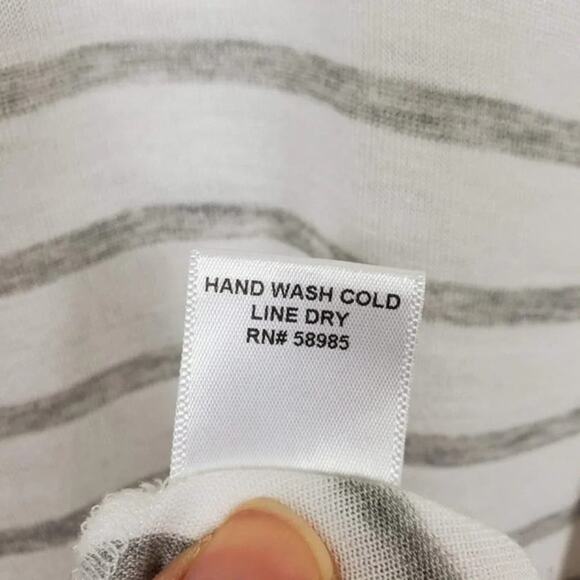 HAND WASH COLD
LINE DRY
RN# 58985